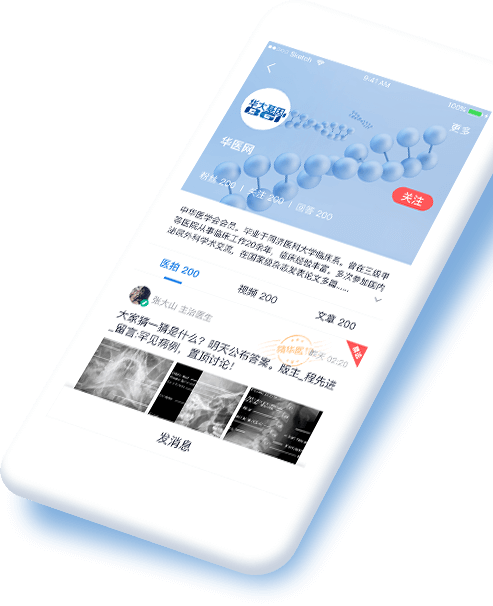 Sketch
9:41 AM
100%
更多
华大基因
BGI
华医网
粉丝 200 | 关注 200 | 访客 200
关注
中华医学会会员。毕业于同济医科大学临床系。曾在三级甲
等医院从事临床工作20余年，临床经验丰富，多次参加国内
泌尿外科学术交流，在国家级杂志发表论文多篇......
医拍 200
视频 200
文章 200
张大山 主治医生
昨天 02:20
大家猜一猜是什么？明天公布答案。版主_程先进
_留言:罕见病例，置顶讨论！
发消息